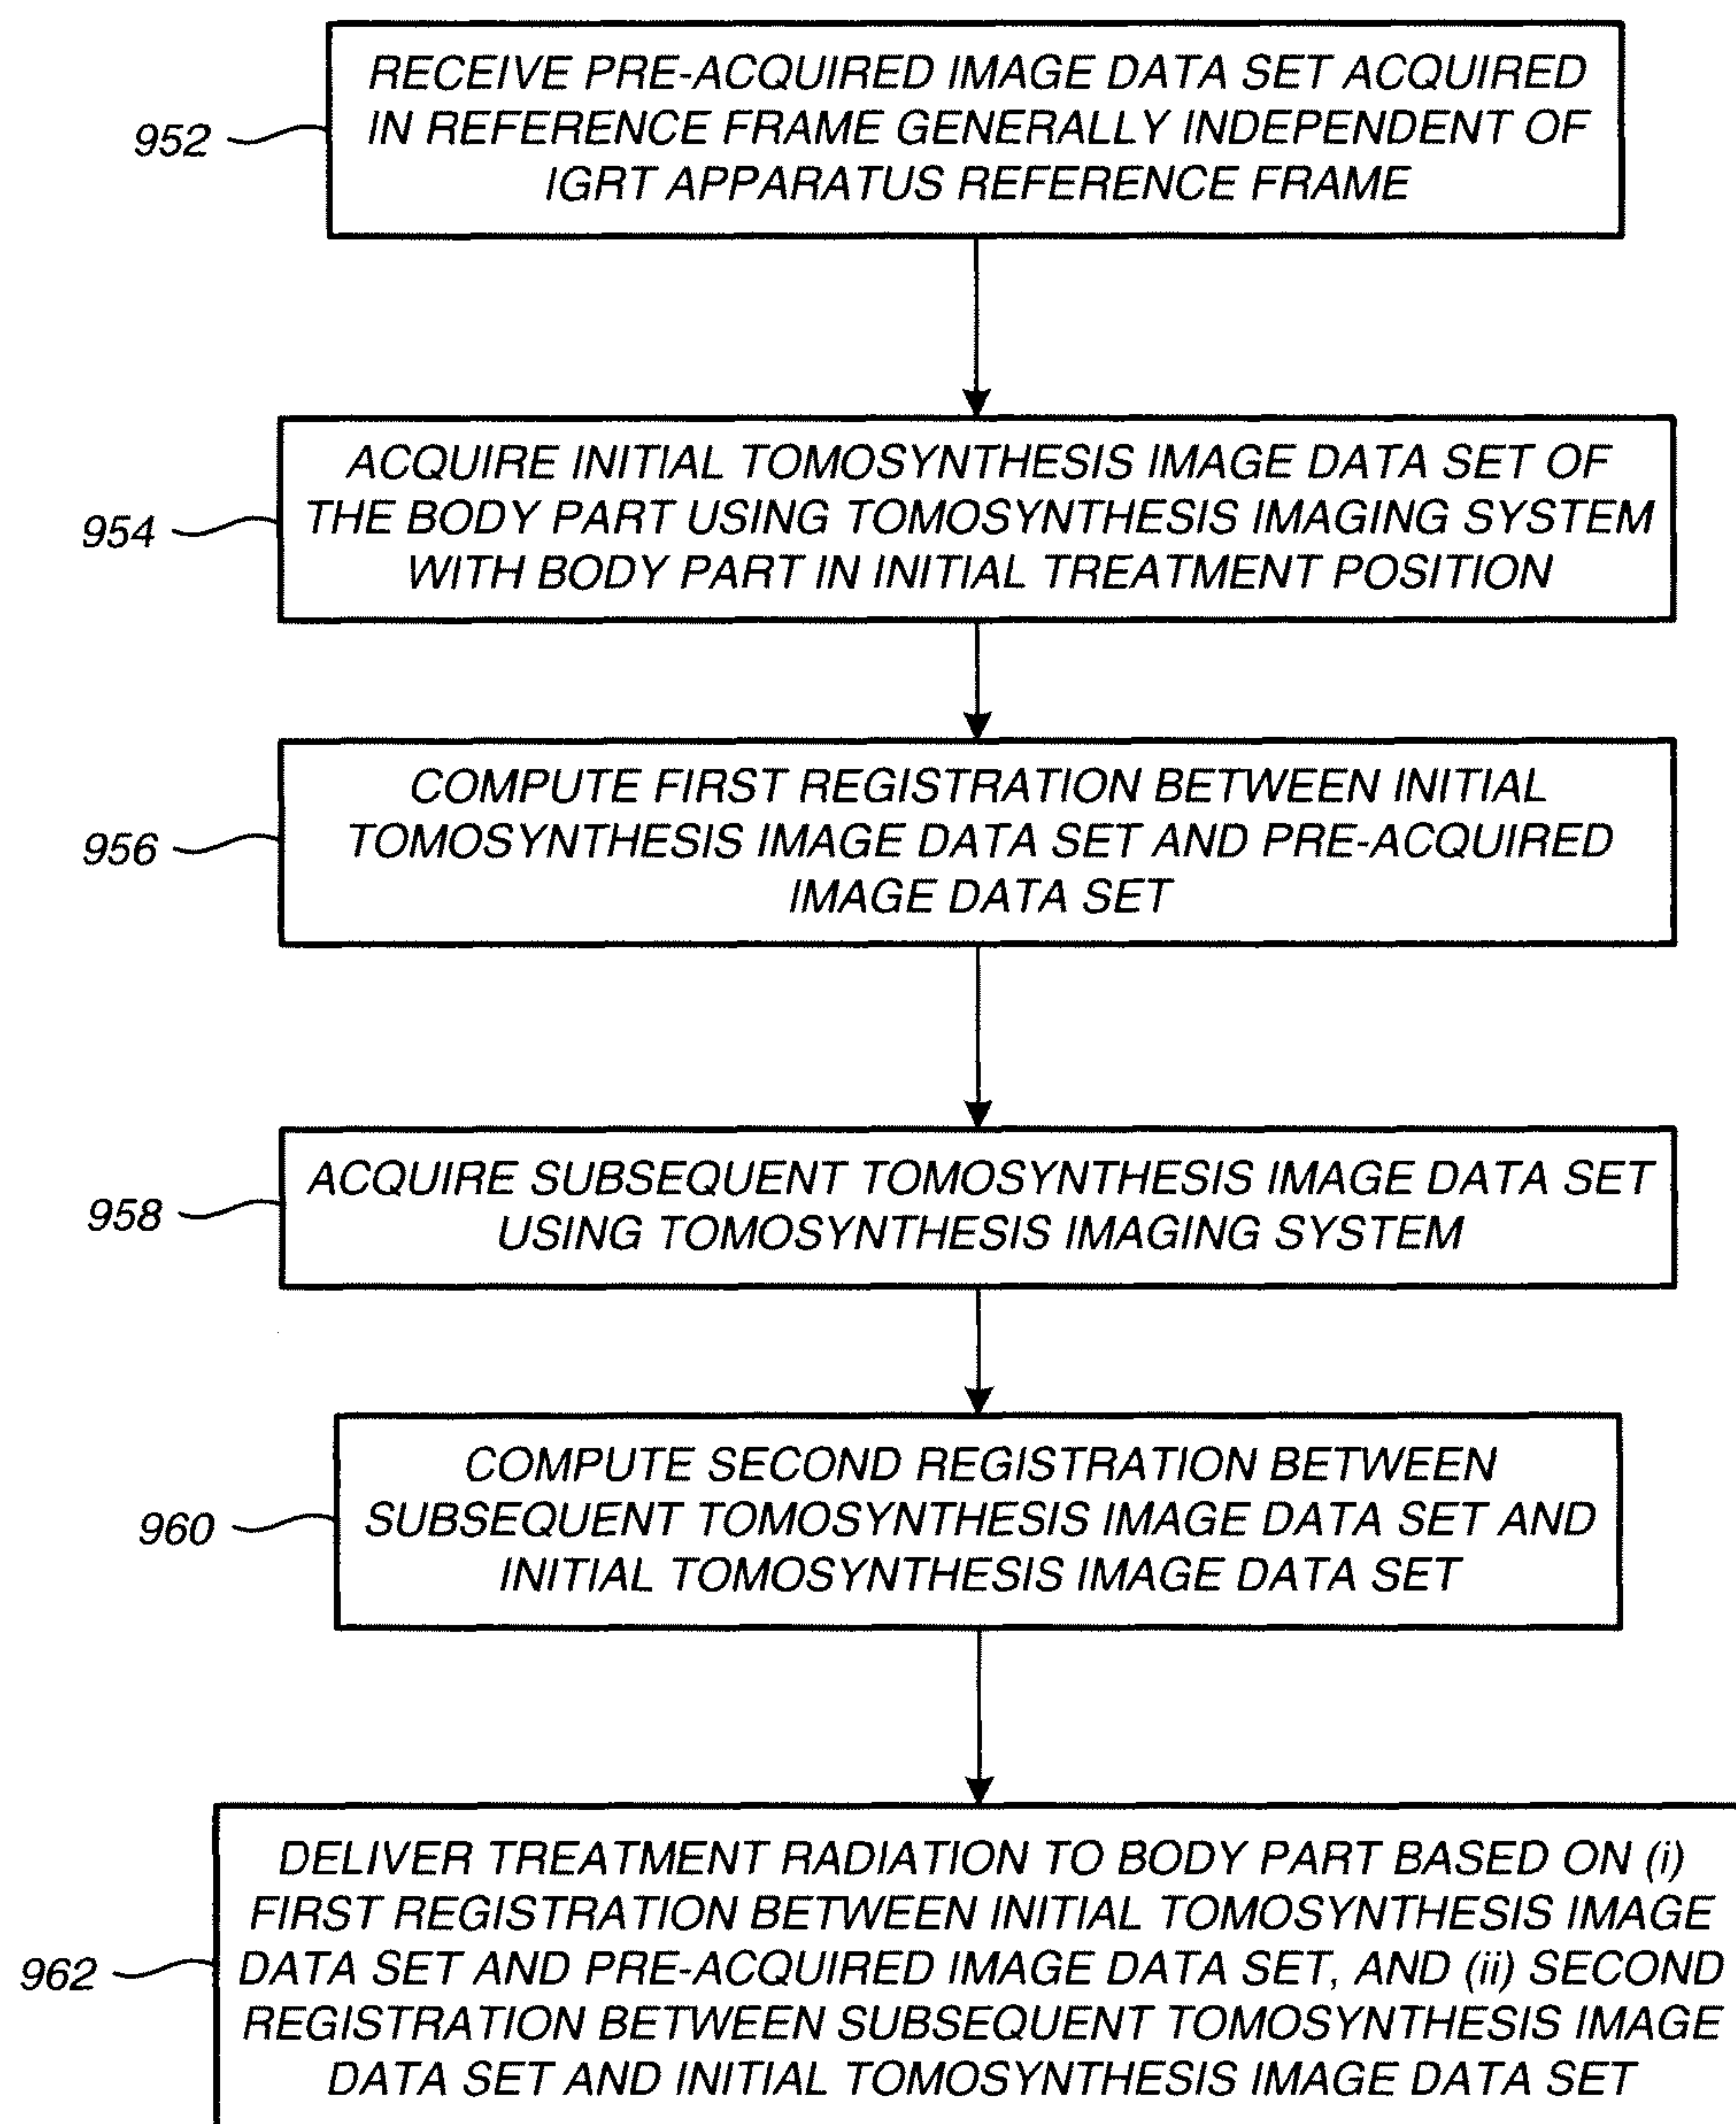 RECEIVE PRE-ACQUIRED IMAGE DATA SET ACQUIRED
IN REFERENCE FRAME GENERALLY INDEPENDENT OF
IGRT APPARATUS REFERENCE FRAME
952
ACQUIRE INITIAL TOMOSYNTHESIS IMAGE DATA SET OF
THE BODY PART USING TOMOSYNTHESIS IMAGING SYSTEM
WITH BODY PART IN INITIAL TREATMENT POSITION
954
COMPUTE FIRST REGISTRATION BETWEEN INITIAL
TOMOSYNTHESIS IMAGE DATA SET AND PRE-ACQUIRED
IMAGE DATA SET
956
ACQUIRE SUBSEQUENT TOMOSYNTHESIS IMAGE DATA SET
USING TOMOSYNTHESIS IMAGING SYSTEM
958
COMPUTE SECOND REGISTRATION BETWEEN
SUBSEQUENT TOMOSYNTHESIS IMAGE DATA SET AND
INITIAL TOMOSYNTHESIS IMAGE DATA SET
960
DELIVER TREATMENT RADIATION TO BODY PART BASED ON (i)
FIRST REGISTRATION BETWEEN INITIAL TOMOSYNTHESIS IMAGE
DATA SET AND PRE-ACQUIRED IMAGE DATA SET, AND (ii) SECOND
REGISTRATION BETWEEN SUBSEQUENT TOMOSYNTHESIS IMAGE
DATA SET AND INITIAL TOMOSYNTHESIS IMAGE DATA SET
962